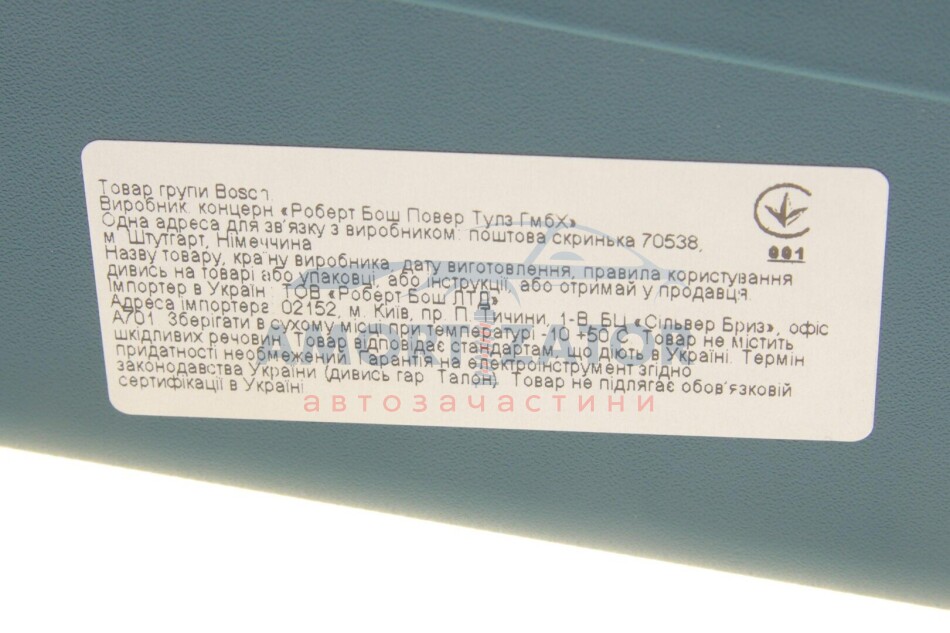 Товар групи Bosch.
Виробник: концерн «Роберт Бош Повер Тулз ГмбХ»
Одна адреса для зв'язку з виробником: поштова скринька 70538,
м. Штутгарт, Німеччина
Назву товару, країну виробника, дату виготовлення, правила користування
дивись на товарі або упаковці, або інструкції, або отримай у продавця.
Імпортер в Україні: ТОВ «Роберт Бош ЛТД»
Адреса імпортера: 02152, м. Київ, пр. П. Тичини, 1-В, БЦ «Сільвер Бриз», офіс
А701. Зберігати в сухому місці при температурі -10 +50 С. Товар не містить
шкідливих речовин. Товар відповідає стандартам, що діють в Україні. Термін
придатності необмежений. Гарантія на електроінструмент згідно
законодавства України (дивись гар. Талон). Товар не підлягає обов'язковій
сертифікації в Україні
001
AMORTIZATOR
автозачастини